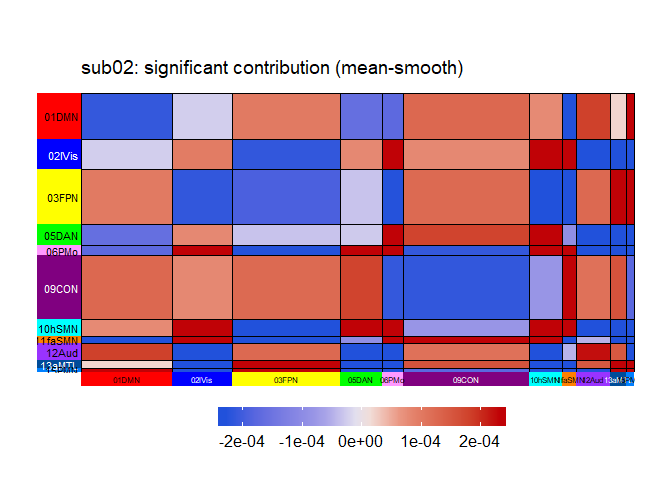 sub02: significant contribution (mean-smooth)
01DMN
02lVis
03FPN
05DAN
06PMo
09CON
10hSMN
1faSMN
12Aud
13aMTL
01DMN
02lVis
03FPN
05DAN
06PMo
09CON
10hSMN
12Aud
-2e-04 -1e-04 0e+00 1e-04 2e-04